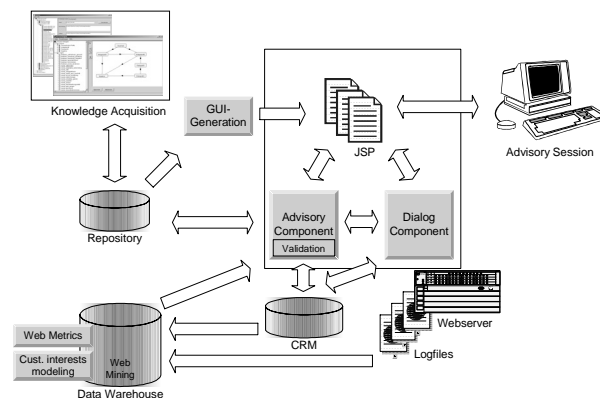 Knowledge Acquisition
GUI-
Generation
JSP
Advisory Session
Repository
Advisory
Component
Validation
Dialog
Component
CRM
Webserver
Logfiles
Web Metrics
Cust. interests
modeling
Web
Mining
Data Warehouse